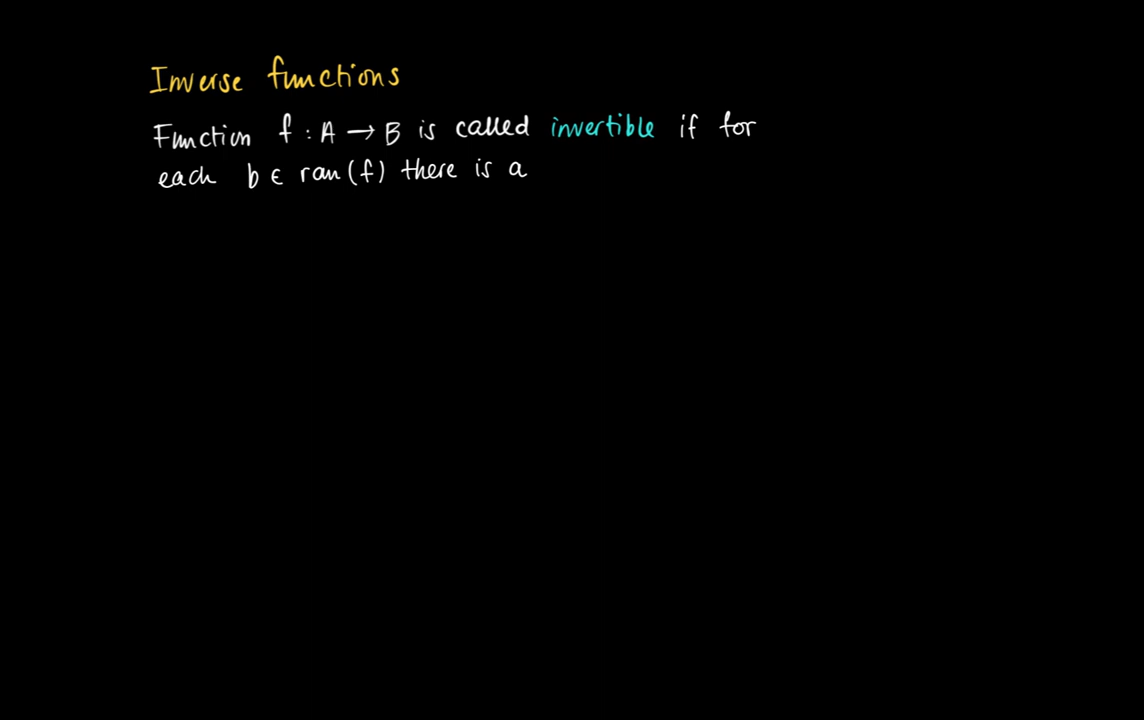 Inverse functions
Function f : A → B is called invertible if for
each b ∈ ran(f) there is a